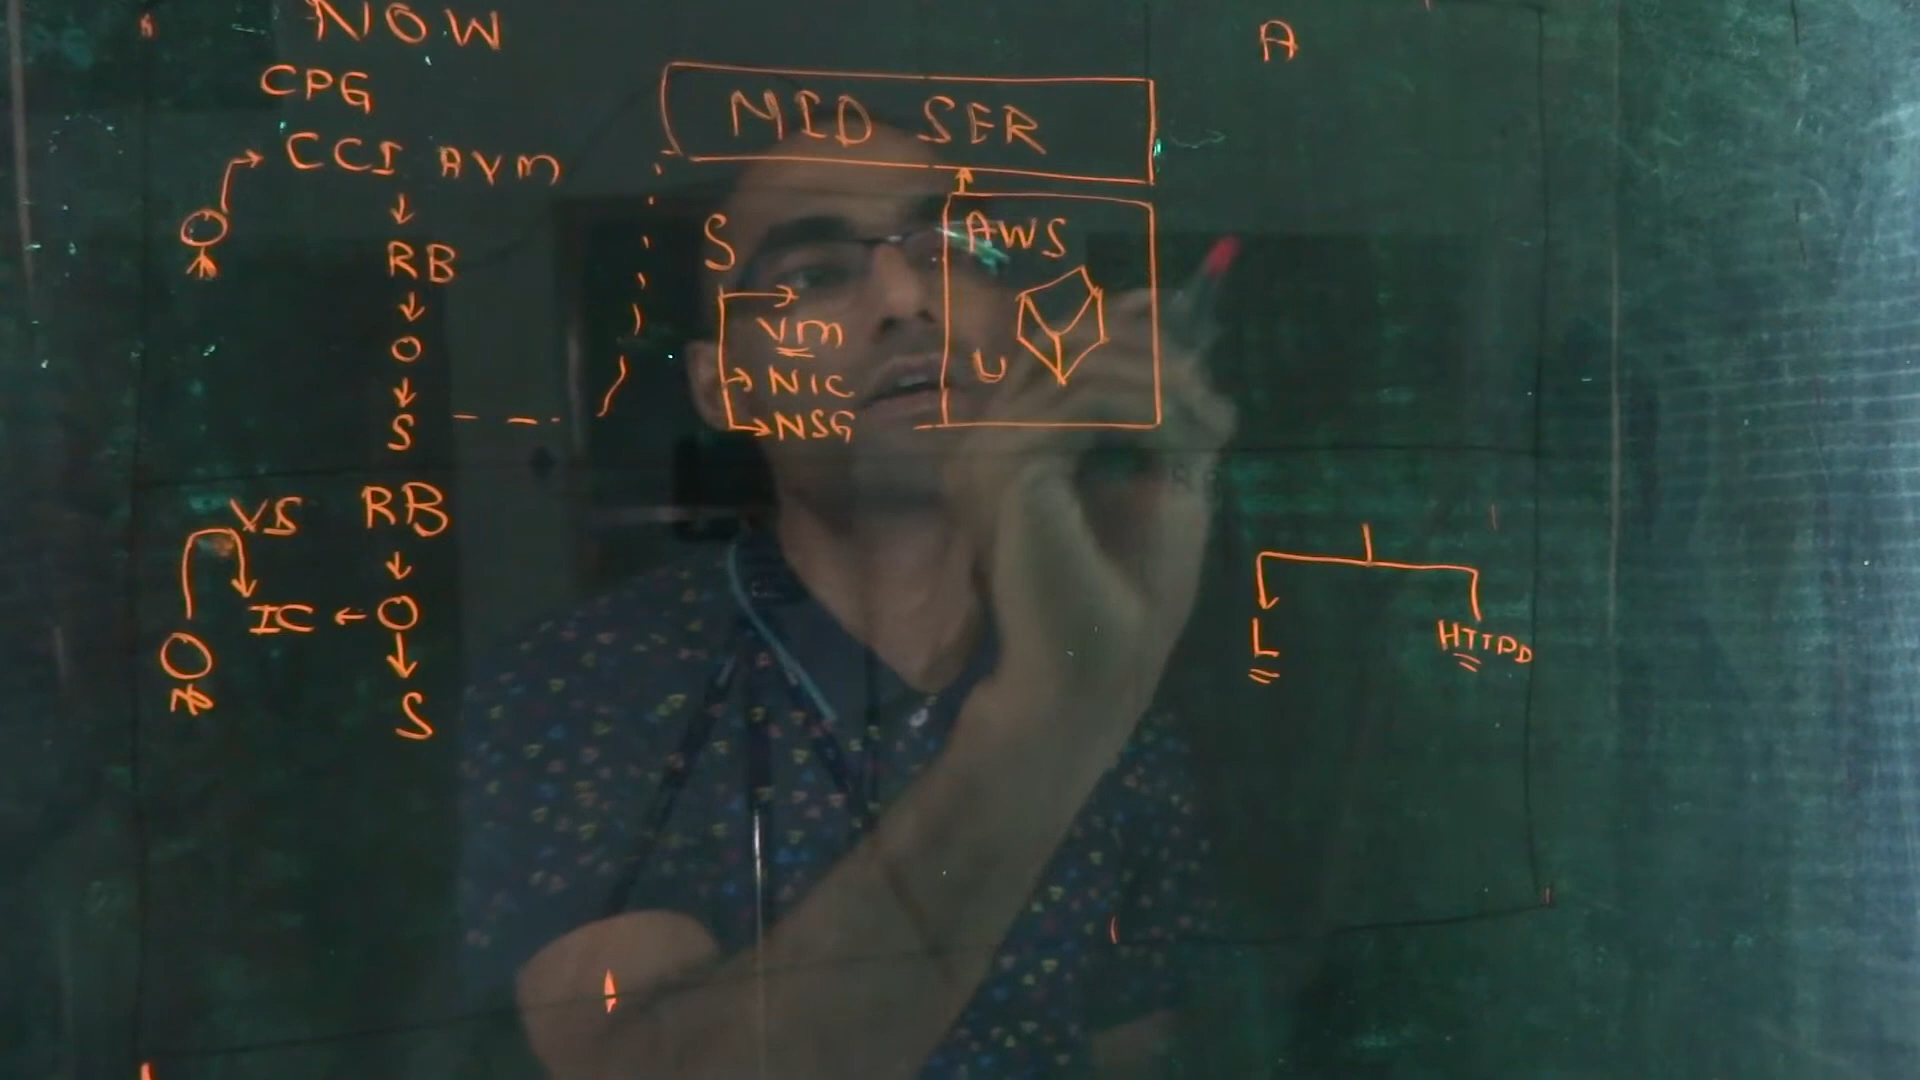 NOW
CPG
CCI AVM
RB
O
S
VS RB
IC O
S
MID SER
S
VM
NIC
NSG
AWS
U
A
L
HTTPD